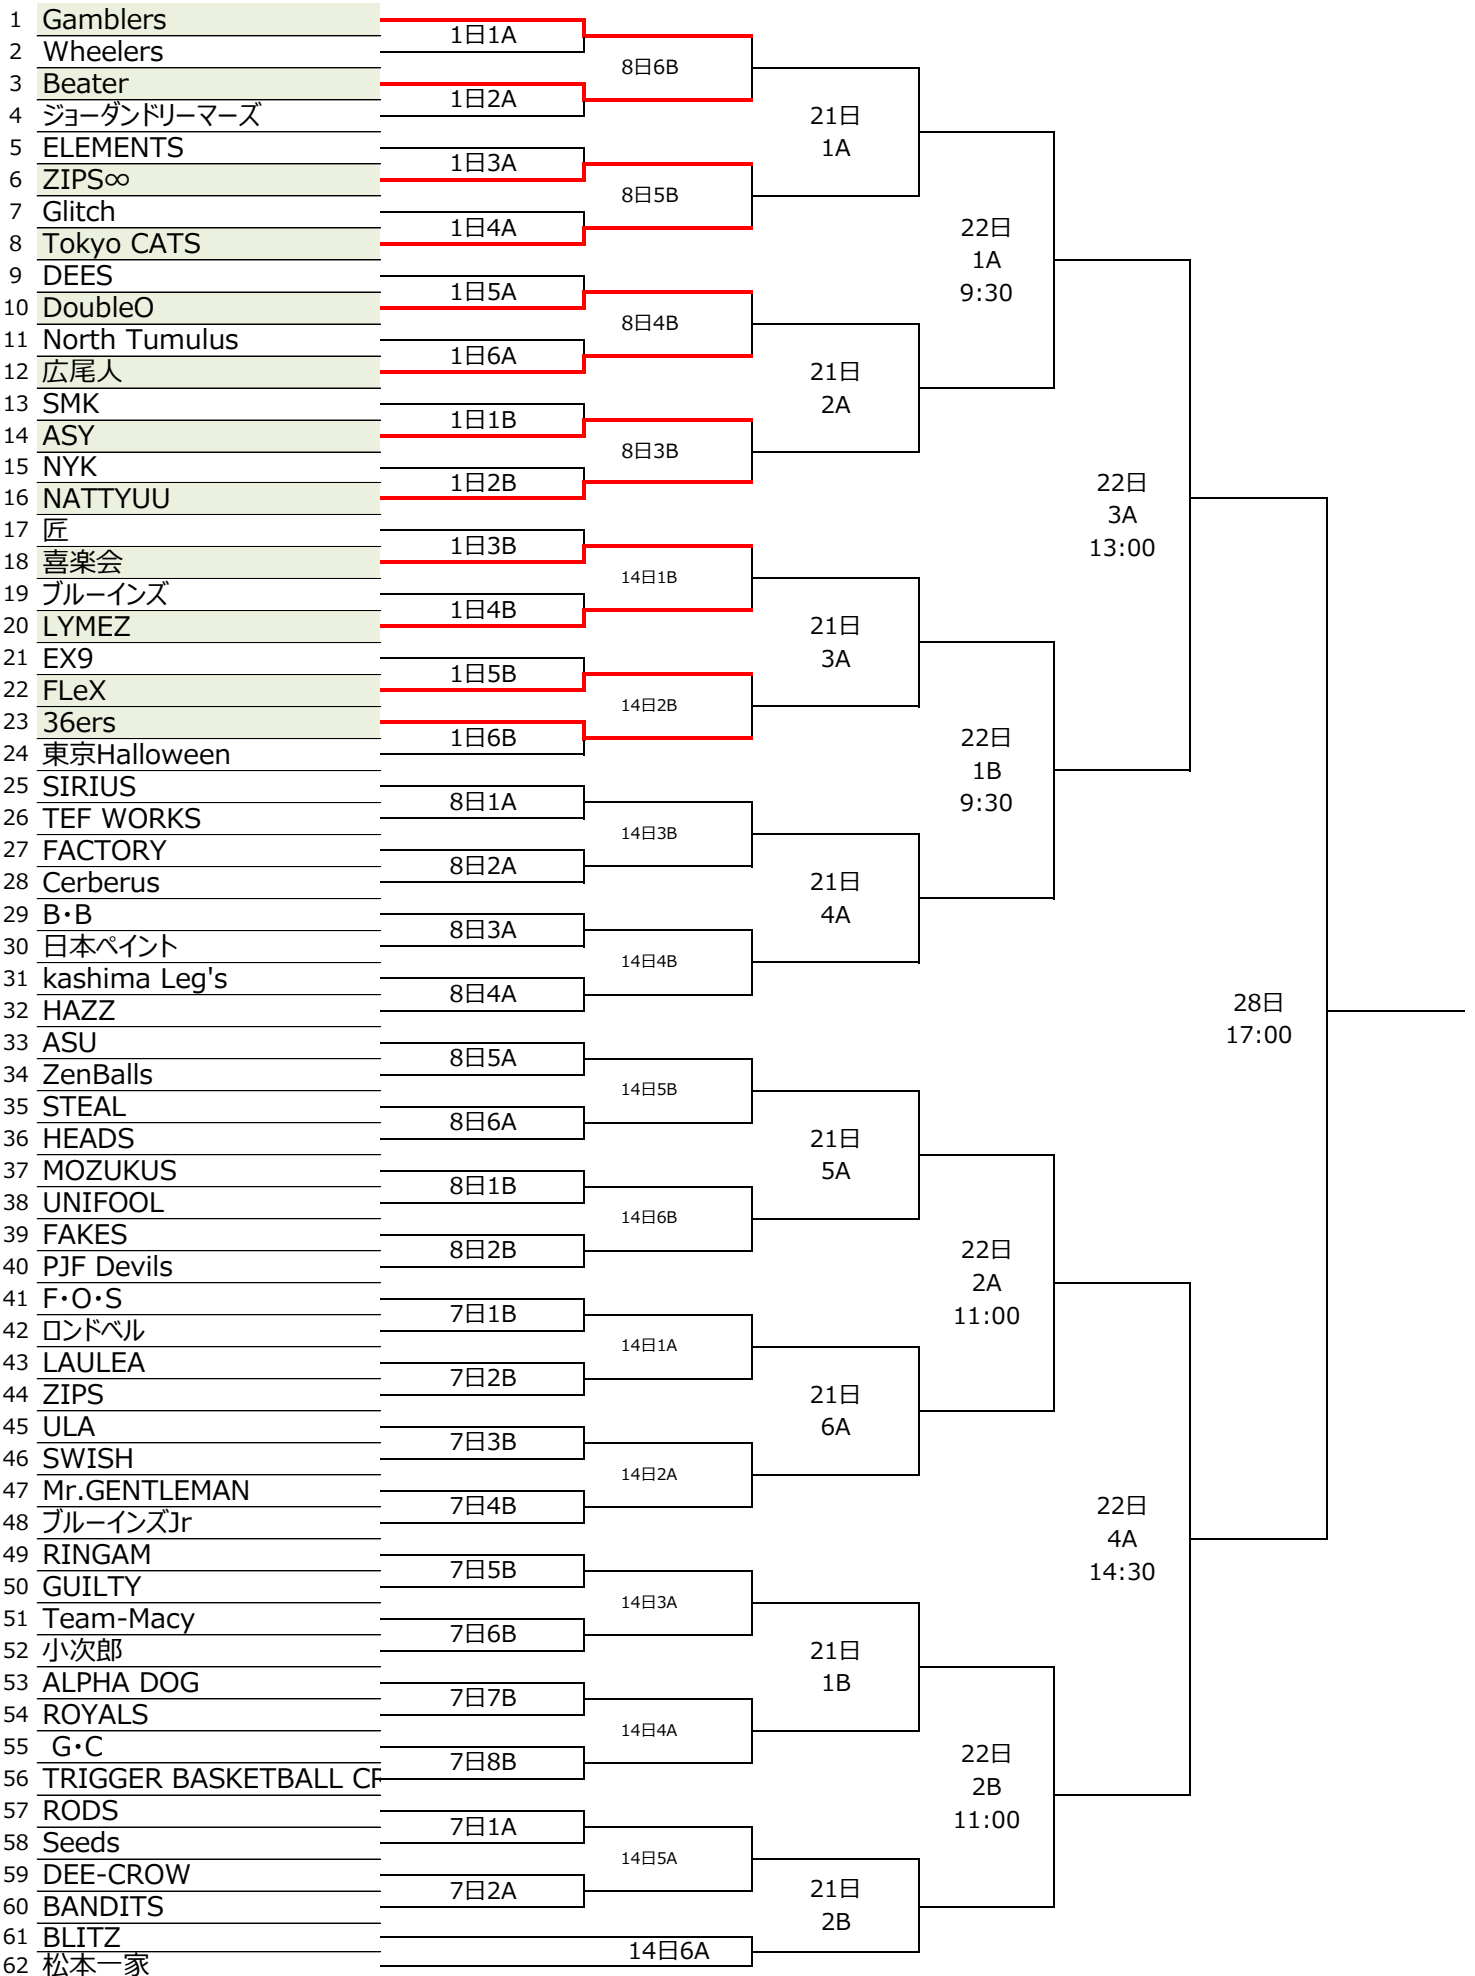 1 Gamblers
2 Wheelers
3 Beater
4 ジョーダンドリーマーズ
5 ELEMENTS
6 ZIPS∞
7 Glitch
8 Tokyo CATS
9 DEES
10 DoubleO
11 North Tumulus
12 広尾人
13 SMK
14 ASY
15 NYK
16 NATTYUU
17 匠
18 喜楽会
19 ブルーインズ
20 LYMEZ
21 EX9
22 FLeX
23 36ers
24 東京Halloween
25 SIRIUS
26 TEF WORKS
27 FACTORY
28 Cerberus
29 B・B
30 日本ペイント
31 kashima Leg's
32 HAZZ
33 ASU
34 ZenBalls
35 STEAL
36 HEADS
37 MOZUKUS
38 UNIFOOL
39 FAKES
40 PJF Devils
41 F・O・S
42 ロンドベル
43 LAULEA
44 ZIPS
45 ULA
46 SWISH
47 Mr.GENTLEMAN
48 ブルーインズJr
49 RINGAM
50 GUILTY
51 Team-Macy
52 小次郎
53 ALPHA DOG
54 ROYALS
55 G・C
56 TRIGGER BASKETBALL CR
57 RODS
58 Seeds
59 DEE-CROW
60 BANDITS
61 BLITZ
62 松本一家
1日1A
1日2A
1日3A
1日4A
1日5A
1日6A
1日1B
1日2B
1日3B
1日4B
1日5B
1日6B
8日1A
8日2A
8日3A
8日4A
8日5A
8日6A
8日1B
8日2B
7日1B
7日2B
7日3B
7日4B
7日5B
7日6B
7日7B
7日8B
7日1A
7日2A
8日6B
8日5B
8日4B
8日3B
14日1B
14日2B
14日3B
14日4B
14日5B
14日6B
14日1A
14日2A
14日3A
14日4A
14日5A
14日6A
21日
1A
21日
2A
21日
3A
21日
4A
21日
5A
21日
6A
21日
1B
21日
2B
22日
1A
9:30
22日
1B
9:30
22日
2A
11:00
22日
2B
11:00
22日
3A
13:00
22日
4A
14:30
28日
17:00